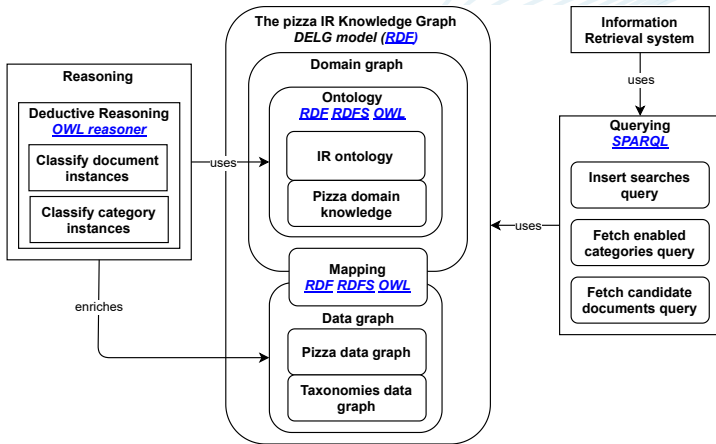 The pizza IR Knowledge Graph
DELG model (RDF)
Information
Retrieval system
Reasoning
Domain graph
uses
Deductive Reasoning
OWL reasoner
Ontology
RDF RDFS OWL
Querying
SPARQL
Classify document
instances
uses
IR ontology
Insert searches
query
Classify category
instances
Pizza domain
knowledge
uses
Fetch enabled
categories query
Mapping
RDF RDFS OWL
Fetch candidate
documents query
enriches
Data graph
Pizza data graph
Taxonomies data
graph